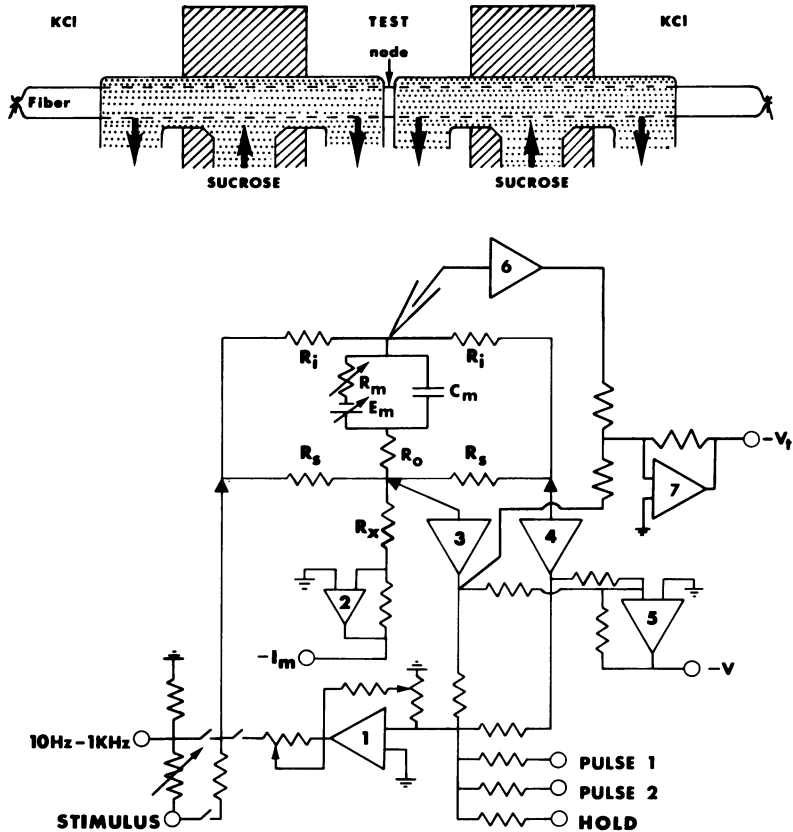 KCl TEST KCl
node
Fiber
SUCROSE SUCROSE
6
Ri Ri
Rm
Em Cm
Rs Ro Rs
-Vt
7
Rx 3 4
2 5
-Im -V
1
10Hz-1KHz
PULSE 1
PULSE 2
STIMULUS HOLD